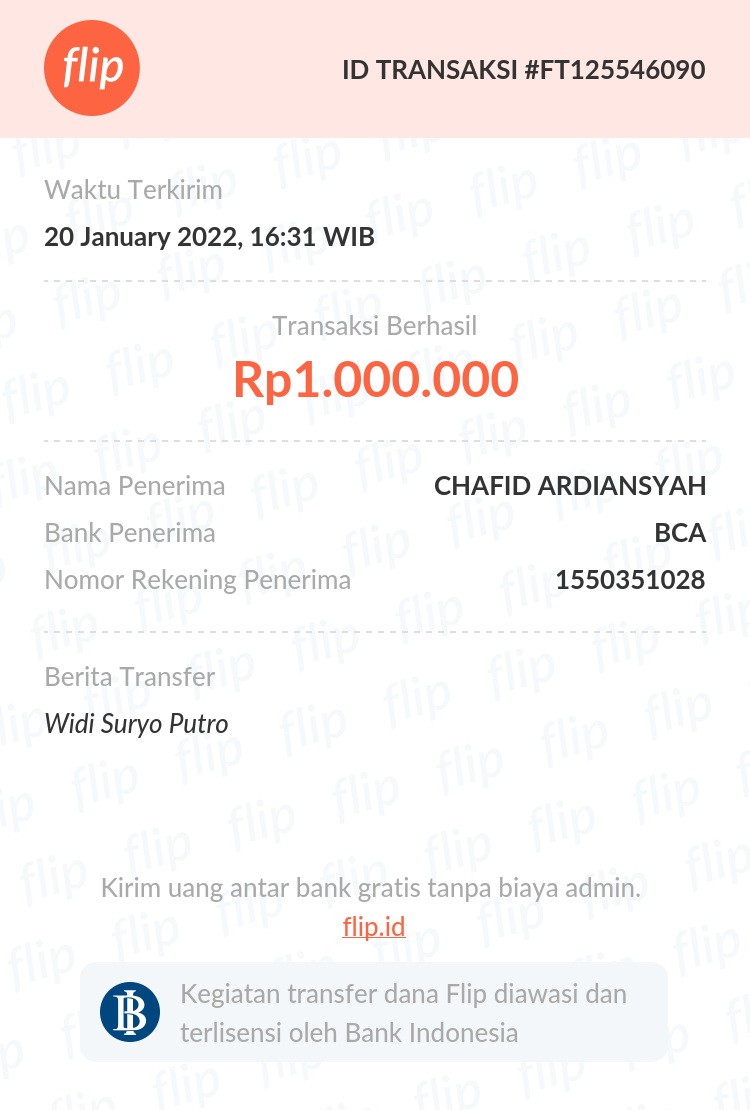 flip
ID TRANSAKSI #FT125546090
Waktu Terkirim
20 January 2022, 16:31 WIB
Transaksi Berhasil
Rp1.000.000
Nama Penerima CHAFID ARDIANSYAH
Bank Penerima BCA
Nomor Rekening Penerima 1550351028
Berita Transfer
Widi Suryo Putro
Kirim uang antar bank gratis tanpa biaya admin.
flip.id
Kegiatan transfer dana Flip diawasi dan
terlisensi oleh Bank Indonesia